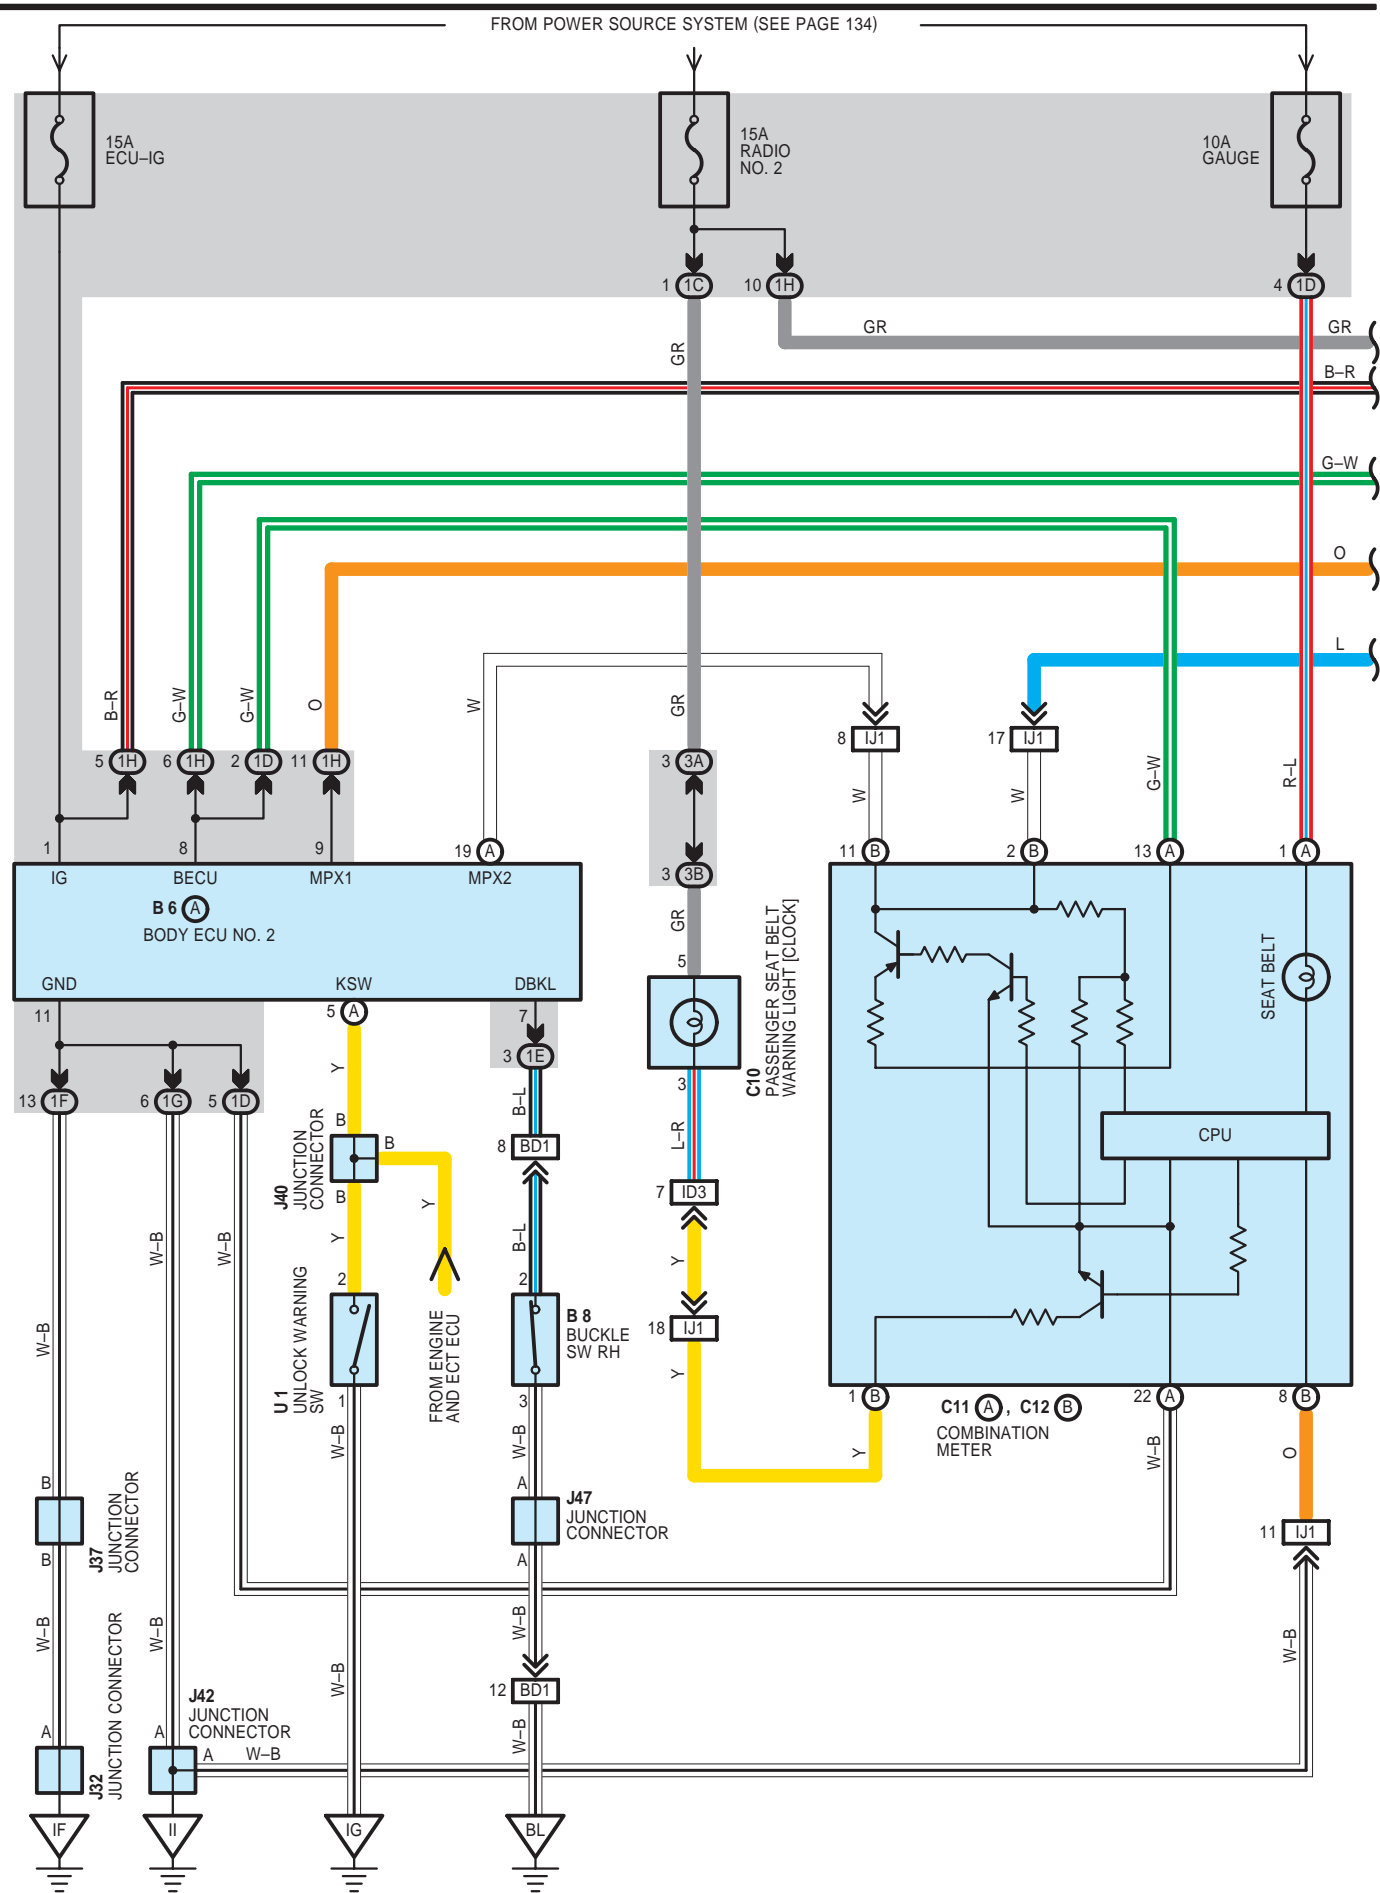 FROM POWER SOURCE SYSTEM (SEE PAGE 134)
15A
ECU–IG
15A
RADIO
NO. 2
10A
GAUGE
1 1C
10 1H
4 1D
GR
GR
GR
B–R
G–W
O
L
B–R
G–W
G–W
O
W
GR
5 1H
6 1H
2 1D
11 1H
3 3A
8 IJ1
17 IJ1
W
W
G–W
R–L
1
8
9
19 A
3 3B
11 B
2 B
13 A
1 A
IG
BECU
MPX1
MPX2
B 6 A
BODY ECU NO. 2
GND
KSW
DBKL
GR
5
C10
PASSENGER SEAT BELT
WARNING LIGHT [CLOCK]
3
SEAT BELT
CPU
11
5 A
7
3 1E
13 1F
6 1G
5 1D
Y
B
B
B
J40
JUNCTION
CONNECTOR
B–L
8 BD1
L–R
7 ID3
Y
Y
B–L
Y
W–B
W–B
W–B
2
2
U 1
UNLOCK WARNING
SW
FROM ENGINE
AND ECT ECU
B 8
BUCKLE
SW RH
18 IJ1
Y
1
3
1 B
C11 A , C12 B
COMBINATION
METER
22 A
8 B
W–B
W–B
Y
W–B
O
B
B
J37
JUNCTION
CONNECTOR
A
A
J47
JUNCTION
CONNECTOR
11 IJ1
W–B
W–B
W–B
W–B
W–B
12 BD1
W–B
A
J32
JUNCTION CONNECTOR
A
J42
JUNCTION
CONNECTOR
A W–B
IF
II
IG
BL